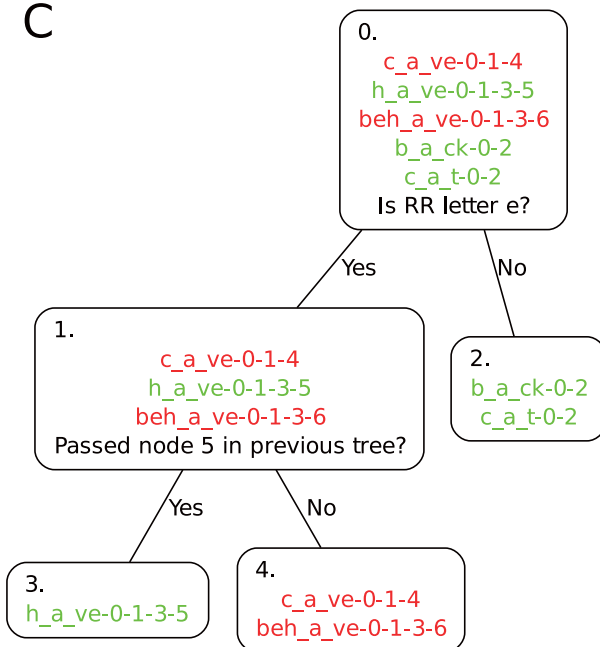 C
0.
c_a_ve-0-1-4
h_a_ve-0-1-3-5
beh_a_ve-0-1-3-6
b_a_ck-0-2
c_a_t-0-2
Is RR letter e?
Yes
No
1.
c_a_ve-0-1-4
h_a_ve-0-1-3-5
beh_a_ve-0-1-3-6
Passed node 5 in previous tree?
2.
b_a_ck-0-2
c_a_t-0-2
Yes
No
3.
h_a_ve-0-1-3-5
4.
c_a_ve-0-1-4
beh_a_ve-0-1-3-6